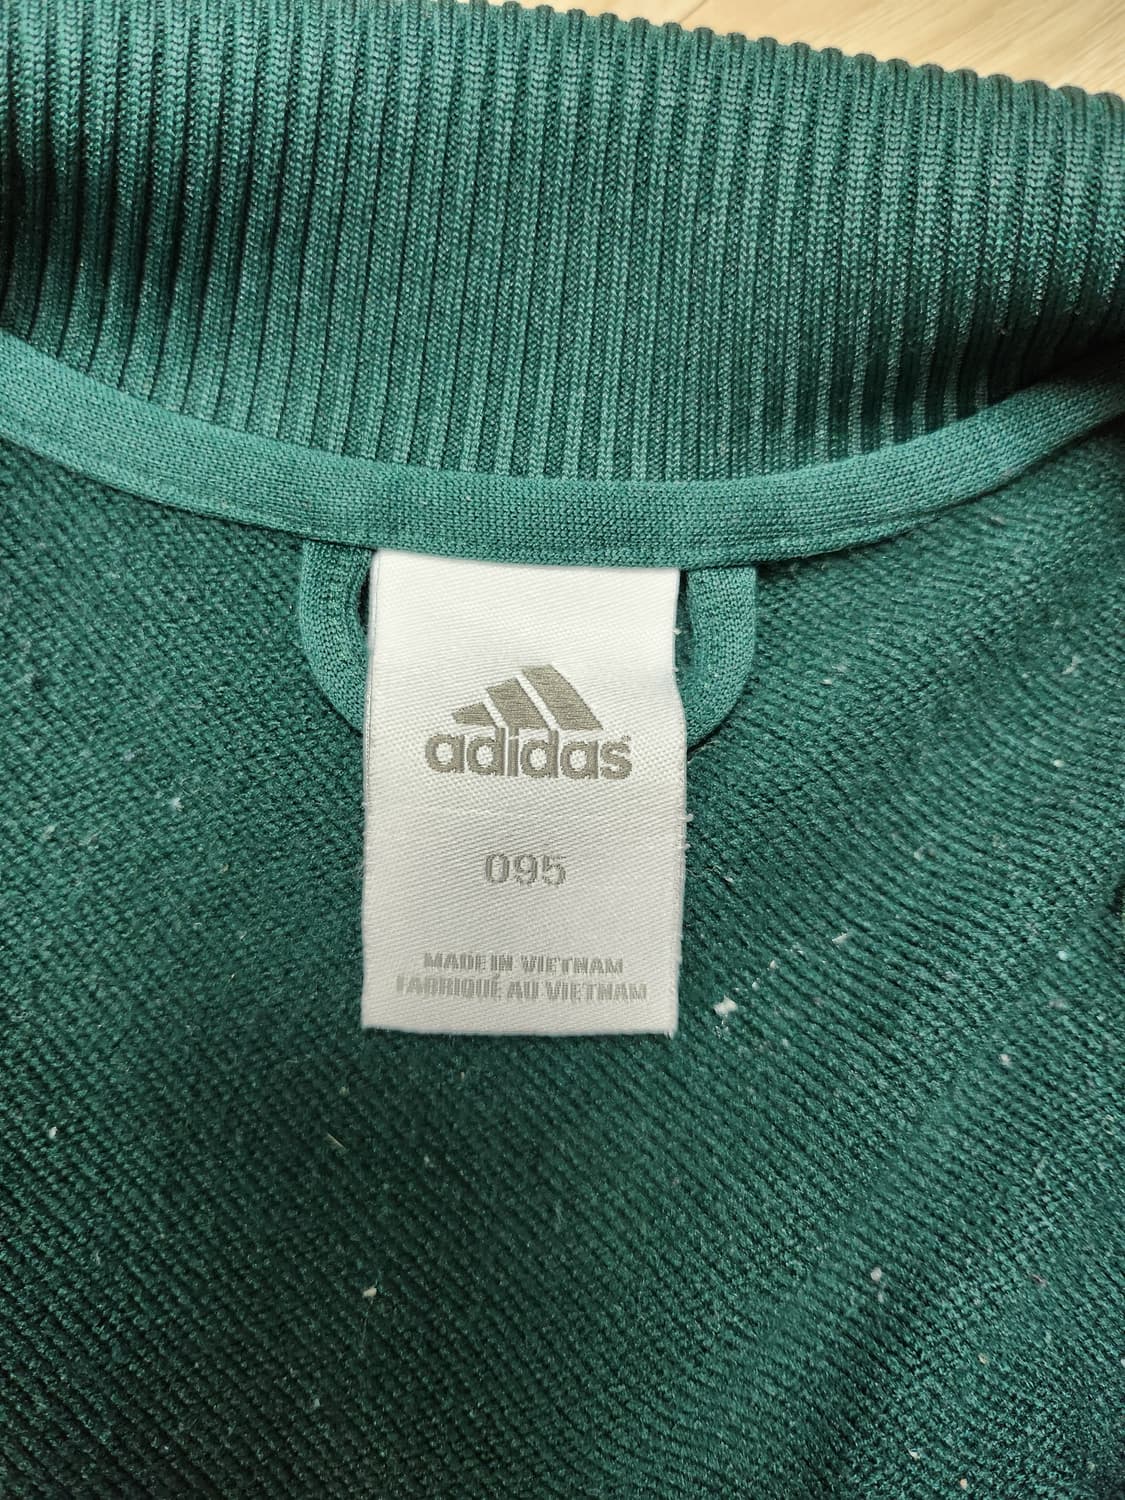 adidas
095
MADE IN VIETNAM
FABRIQUÉ AU VIETNAM